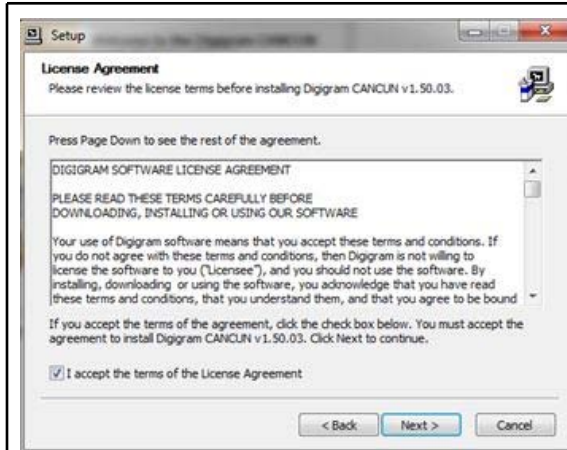 Setup
License Agreement
Please review the license terms before installing Digigram CANCUN v1.50.03.
Press Page Down to see the rest of the agreement.
DIGIGRAM SOFTWARE LICENSE AGREEMENT
PLEASE READ THESE TERMS CAREFULLY BEFORE
DOWNLOADING, INSTALLING OR USING OUR SOFTWARE
Your use of Digigram software means that you accept these terms and conditions. If
you do not agree with these terms and conditions, then Digigram is not willing to
license the software to you ("Licensee"), and you should not use the software. By
installing, downloading or using the software, you acknowledge that you have read
these terms and conditions, that you understand them, and that you agree to be bound
If you accept the terms of the agreement, click the check box below. You must accept the
agreement to install Digigram CANCUN v1.50.03. Click Next to continue.
I accept the terms of the License Agreement
< Back Next > Cancel